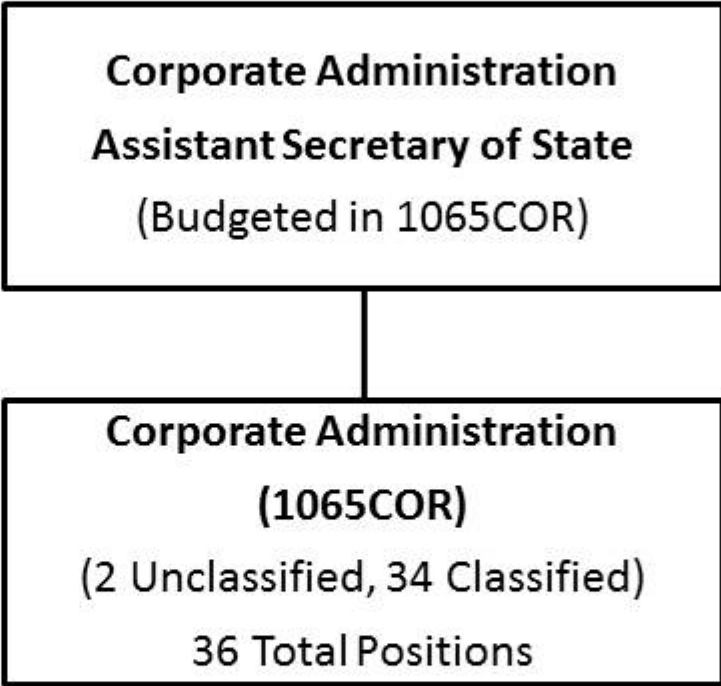 Corporate Administration
Assistant Secretary of State
(Budgeted in 1065COR)
Corporate Administration
(1065COR)
(2 Unclassified, 34 Classified)
36 Total Positions